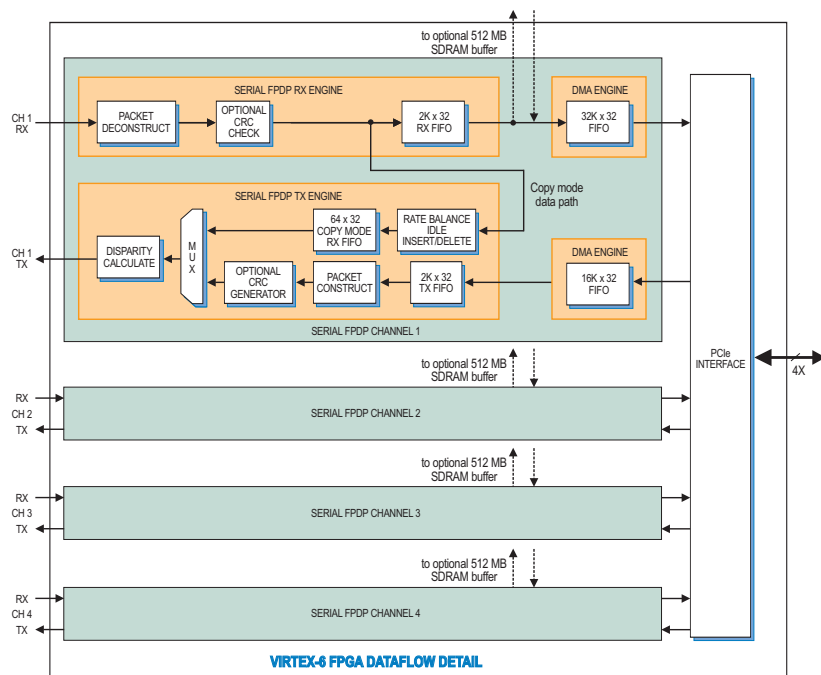 to optional 512 MB
SDRAM buffer
SERIAL FPDP RX ENGINE
DMA ENGINE
CH 1
RX
PACKET
DECONSTRUCT
OPTIONAL
CRC
CHECK
2K x 32
RX FIFO
32K x 32
FIFO
Copy mode
data path
SERIAL FPDP TX ENGINE
64 x 32
COPY MODE
RX FIFO
RATE BALANCE
IDLE
INSERT/DELETE
DMA ENGINE
CH 1
TX
DISPARITY
CALCULATE
M
U
X
OPTIONAL
CRC
GENERATOR
PACKET
CONSTRUCT
2K x 32
TX FIFO
16K x 32
FIFO
SERIAL FPDP CHANNEL 1
PCIe
INTERFACE
4X
to optional 512 MB
SDRAM buffer
RX
CH 2
TX
SERIAL FPDP CHANNEL 2
to optional 512 MB
SDRAM buffer
RX
CH 3
TX
SERIAL FPDP CHANNEL 3
to optional 512 MB
SDRAM buffer
RX
CH 4
TX
SERIAL FPDP CHANNEL 4
VIRTEX-6 FPGA DATAFLOW DETAIL